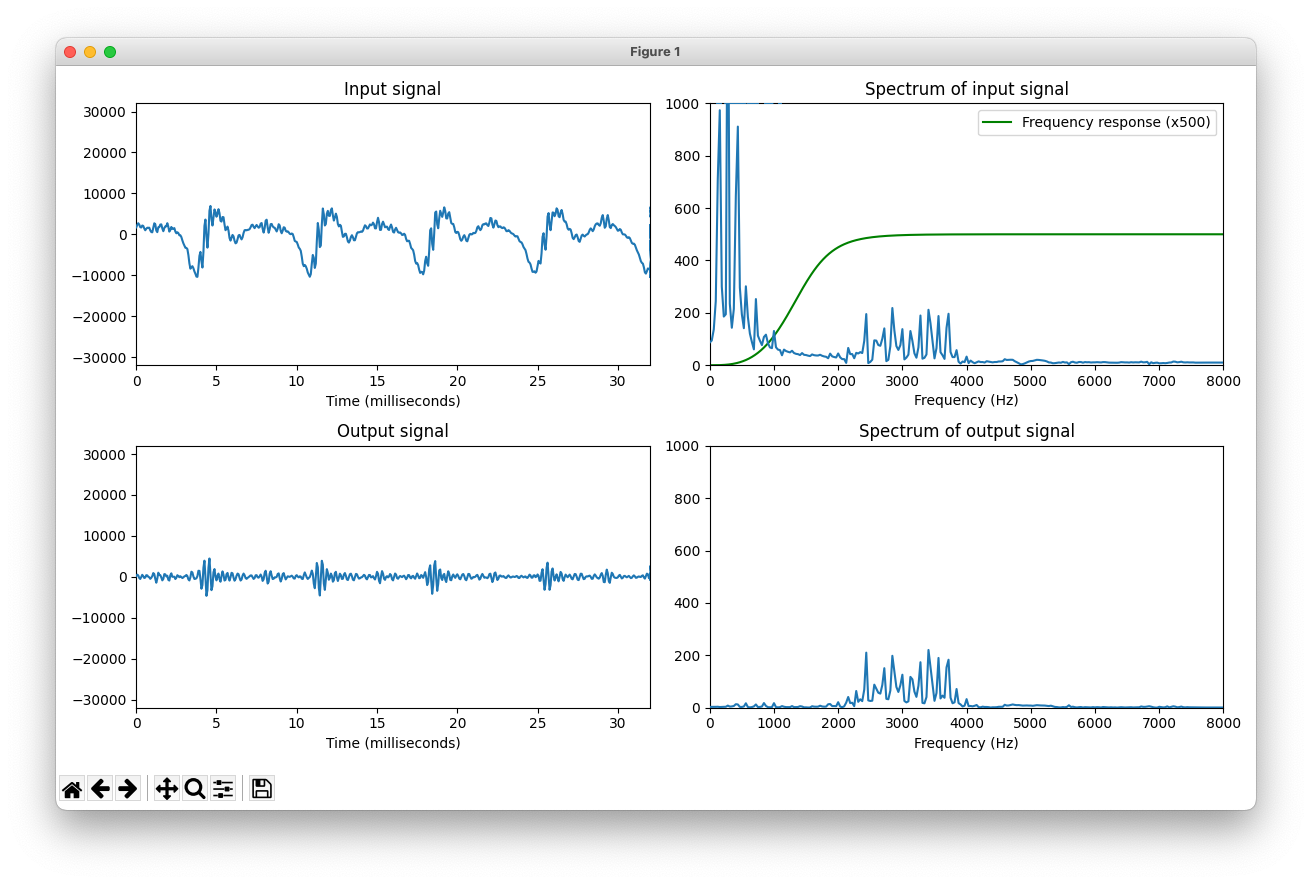 Figure 1
Input signal
30000
20000
10000
0
−10000
−20000
−30000
0 5 10 15 20 25 30
Time (milliseconds)
Spectrum of input signal
Frequency response (x500)
1000
800
600
400
200
0
0 1000 2000 3000 4000 5000 6000 7000 8000
Frequency (Hz)
Output signal
30000
20000
10000
0
−10000
−20000
−30000
0 5 10 15 20 25 30
Time (milliseconds)
Spectrum of output signal
1000
800
600
400
200
0
0 1000 2000 3000 4000 5000 6000 7000 8000
Frequency (Hz)